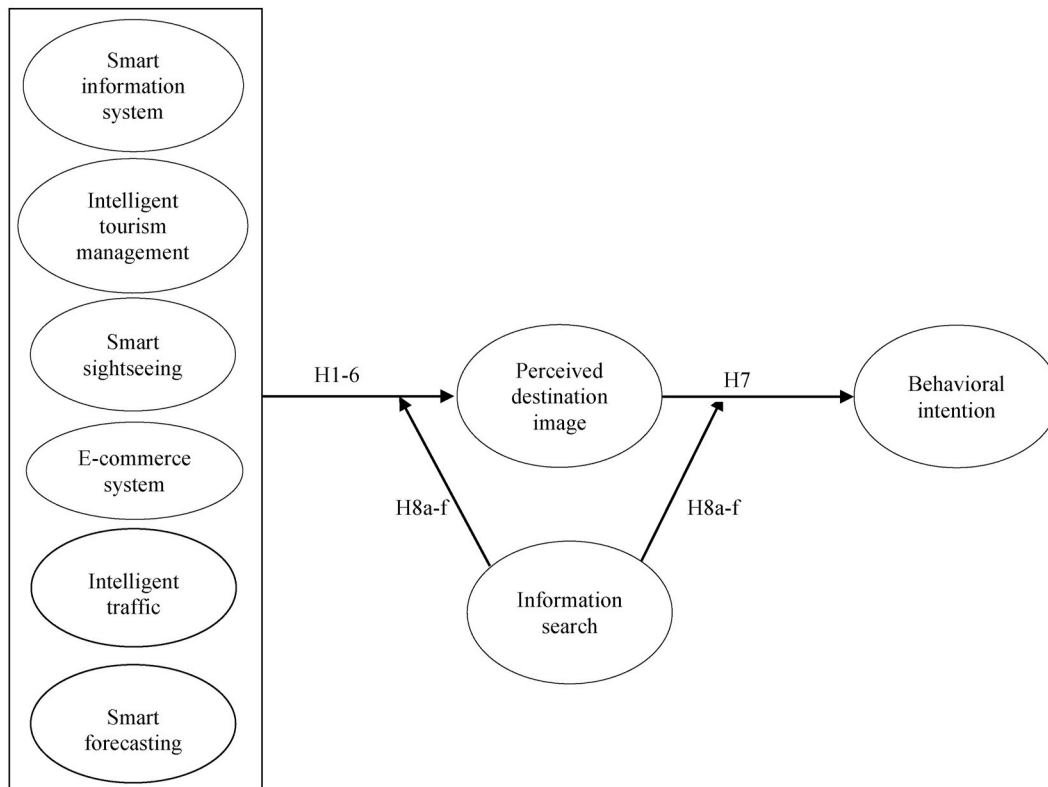 Smart
information
system
Intelligent
tourism
management
Smart
sightseeing
E-commerce
system
Intelligent
traffic
Smart
forecasting
H1-6
Perceived
destination
image
H7
Behavioral
intention
H8a-f
H8a-f
Information
search